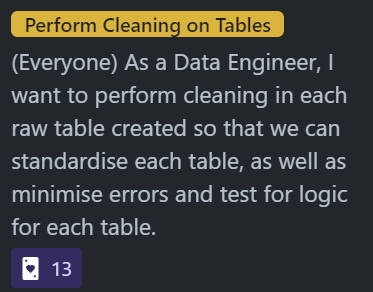 Perform Cleaning on Tables
(Everyone) As a Data Engineer, I
want to perform cleaning in each
raw table created so that we can
standardise each table, as well as
minimise errors and test for logic
for each table.
13